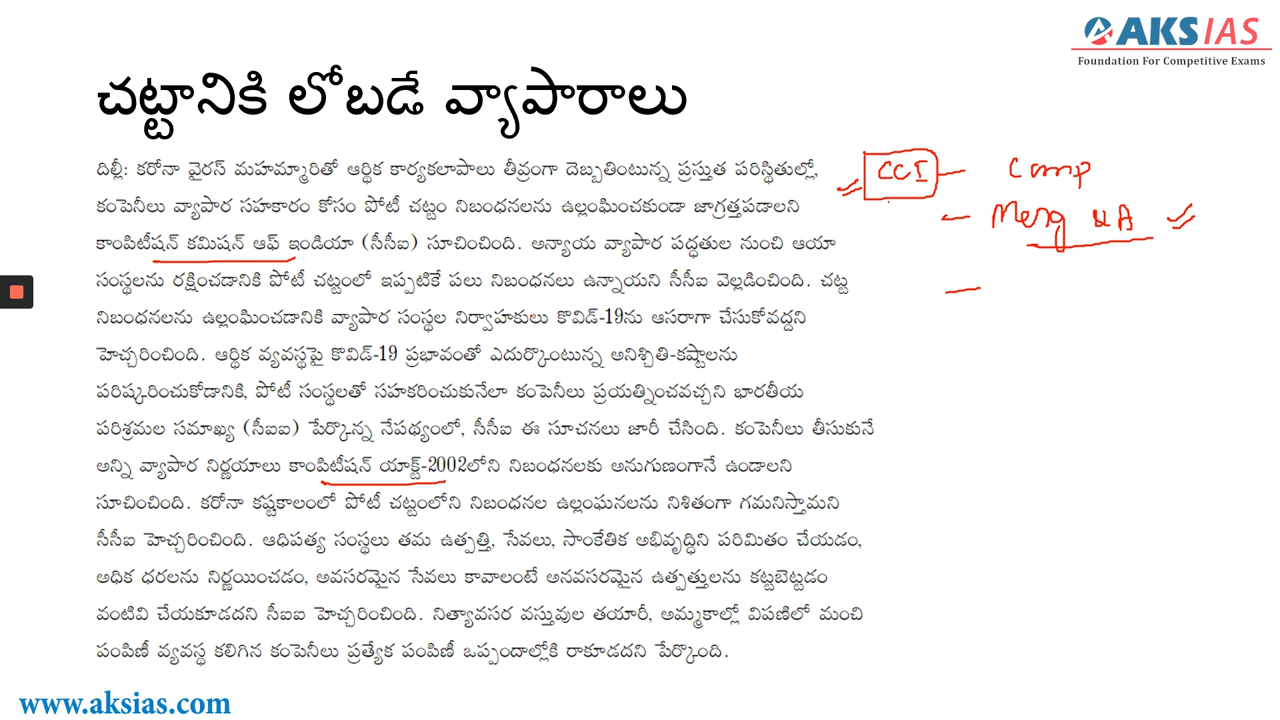 AKS IAS
Foundation For Competitive Exams
చట్టానికి లోబడే వ్యాపారాలు
దిల్లీ: కరోనా వైరస్ మహమ్మారితో ఆర్థిక కార్యకలాపాలు తీవ్రంగా దెబ్బతింటున్న ప్రస్తుత పరిస్థితుల్లో,
కంపెనీలు వ్యాపార సహకారం కోసం పోటీ చట్టం నిబంధనలను ఉల్లంఘించకుండా జాగ్రత్తపడాలని
కాంపిటీషన్ కమిషన్ ఆఫ్ ఇండియా (సీసీఐ) సూచించింది. అన్యాయ వ్యాపార పద్ధతుల నుంచి ఆయా
సంస్థలను రక్షించడానికి పోటీ చట్టంలో ఇప్పటికే పలు నిబంధనలు ఉన్నాయని సీసీఐ వెల్లడించింది. చట్ట
నిబంధనలను ఉల్లంఘించడానికి వ్యాపార సంస్థల నిర్వాహకులు కొవిడ్-19ను ఆసరాగా చేసుకోవద్దని
హెచ్చరించింది. ఆర్థిక వ్యవస్థపై కొవిడ్-19 ప్రభావంతో ఎదుర్కొంటున్న అనిశ్చితి-కష్టాలను
పరిష్కరించుకోడానికి, పోటీ సంస్థలతో సహకరించుకునేలా కంపెనీలు ప్రయత్నించవచ్చని భారతీయ
పరిశ్రమల సమాఖ్య (సీఐఐ) పేర్కొన్న నేపథ్యంలో, సీసీఐ ఈ సూచనలు జారీ చేసింది. కంపెనీలు తీసుకునే
అన్ని వ్యాపార నిర్ణయాలు కాంపిటీషన్ యాక్ట్-2002లోని నిబంధనలకు అనుగుణంగానే ఉండాలని
సూచించింది. కరోనా కష్టకాలంలో పోటీ చట్టంలోని నిబంధనల ఉల్లంఘనలను నిశితంగా గమనిస్తామని
సీసీఐ హెచ్చరించింది. ఆధిపత్య సంస్థలు తమ ఉత్పత్తి, సేవలు, సాంకేతిక అభివృద్ధిని పరిమితం చేయడం,
అధిక ధరలను నిర్ణయించడం, అవసరమైన సేవలు కావాలంటే అనవసరమైన ఉత్పత్తులను కట్టబెట్టడం
వంటివి చేయకూడదని సీఐఐ హెచ్చరించింది. నిత్యావసర వస్తువుల తయారీ, అమ్మకాల్లో విపణిలో మంచి
పంపిణీ వ్యవస్థ కలిగిన కంపెనీలు ప్రత్యేక పంపిణీ ఒప్పందాల్లోకి రాకూడదని పేర్కొంది.
CCI - Comp
- Merg & A
www.aksias.com